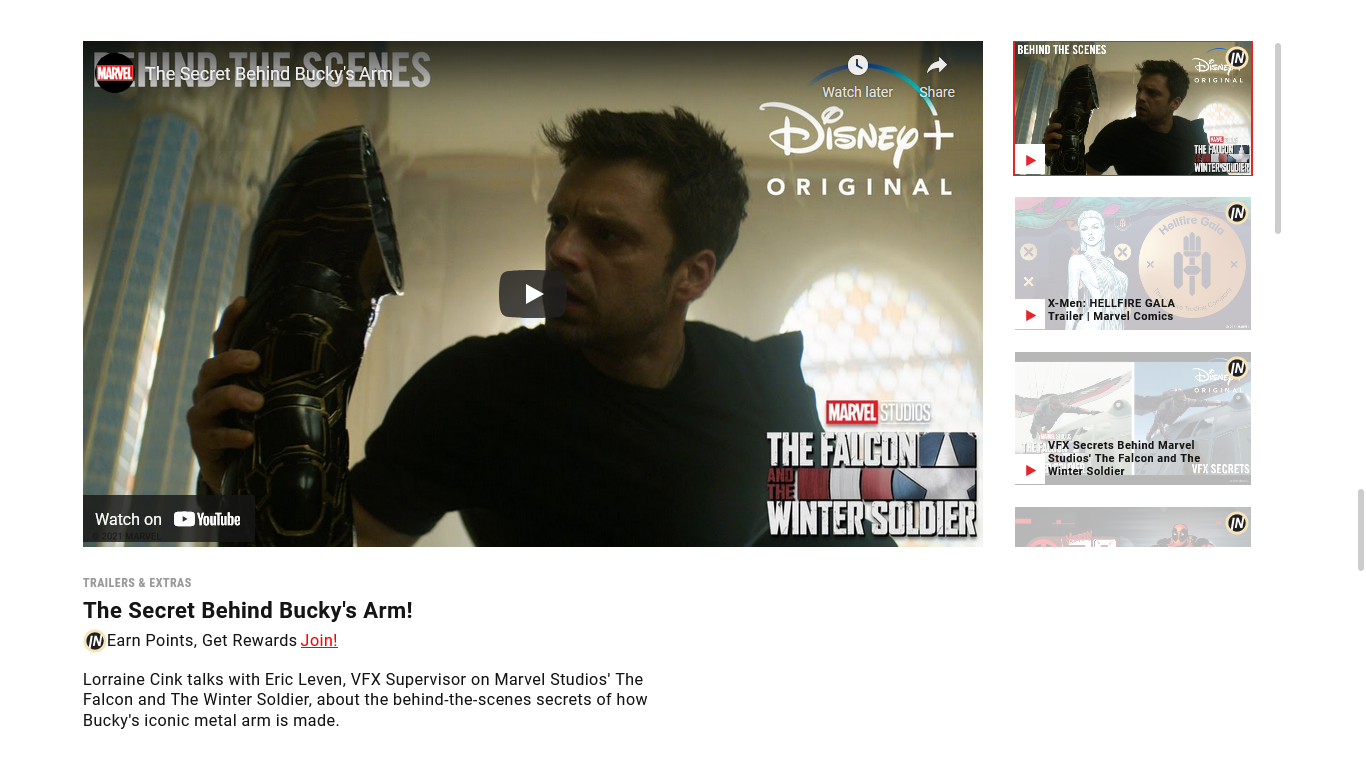 BEHIND THE SCENES
MARVEL
The Secret Behind Bucky's Arm
Watch later
Share
Disney+
ORIGINAL
MARVEL STUDIOS
THE FALCON
AND THE
WINTER SOLDIER
Watch on YouTube
© 2021 MARVEL
BEHIND THE SCENES
IN
Disney+
ORIGINAL
THE FALCON
WINTER SOLDIER
IN
Hellfire Gala
X-Men: HELLFIRE GALA
Trailer | Marvel Comics
IN
Disney+
ORIGINAL
VFX Secrets Behind Marvel
Studios' The Falcon and The
Winter Soldier
VFX SECRETS
IN
TRAILERS & EXTRAS
The Secret Behind Bucky's Arm!
IN Earn Points, Get Rewards Join!
Lorraine Cink talks with Eric Leven, VFX Supervisor on Marvel Studios' The
Falcon and The Winter Soldier, about the behind-the-scenes secrets of how
Bucky's iconic metal arm is made.